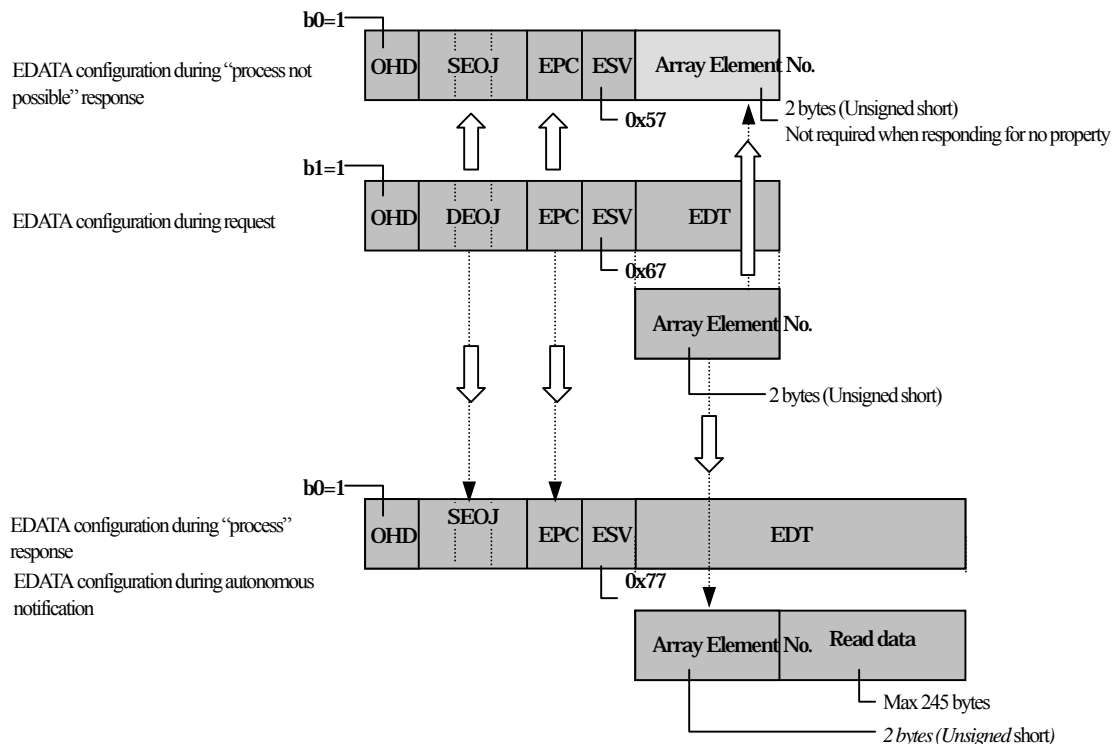 b0=1
EDATA configuration during “process not
possible” response
OHD SEOJ EPC ESV Array Element No.
0x57
2 bytes (Unsigned short)
Not required when responding for no property
b1=1
EDATA configuration during request
OHD DEOJ EPC ESV EDT
0x67
Array Element No.
2 bytes (Unsigned short)
b0=1
EDATA configuration during “process”
response
EDATA configuration during autonomous
notification
OHD SEOJ EPC ESV EDT
0x77
Array Element No. Read data
Max 245 bytes
2 bytes (Unsigned short)